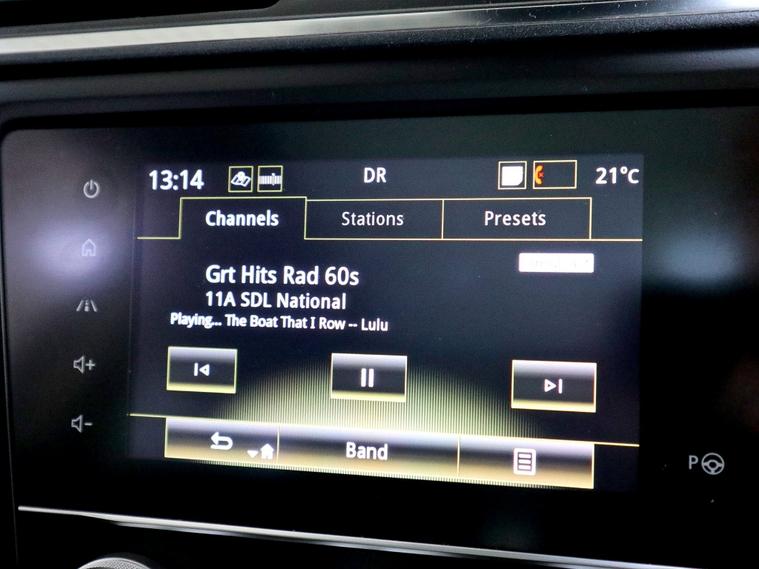 13:14 DR 21°C
Channels Stations Presets
Grt Hits Rad 60s
11A SDL National
Playing... The Boat That I Row -- Lulu
Band
P